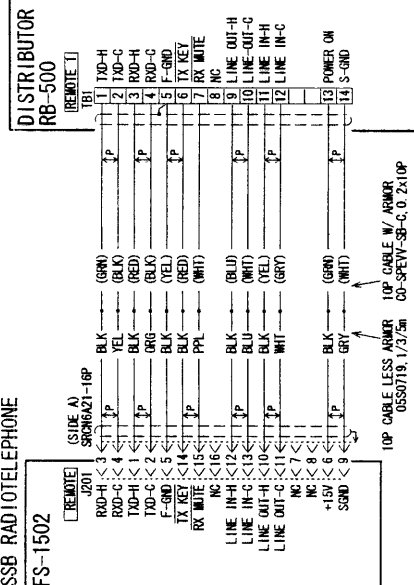 SSB RADIOTELEPHONE
FS-1502
REMOTE
J201
(SIDE A)
SRCN6A21-16P
DISTRIBUTOR
RB-500
REMOTE 1
TB1
RXD-H 3 P BLK (GRN) P 1 TXD-H
RXD-C 4 YEL (BLK) 2 TXD-C
TXD-H 1 P BLK (RED) P 3 RXD-H
TXD-C 2 ORG (BLK) 4 RXD-C
F-GND 5 BLK (YEL) 5 F-GND
TX KEY 14 P BLK (RED) P 6 TX KEY
RX MUTE 15 PPL (WHT) 7 RX MUTE
NC 16 8 NC
LINE IN-H 12 P BLK (BLU) P 9 LINE OUT-H
LINE IN-C 13 BLU (WHT) 10 LINE OUT-C
LINE OUT-H 10 P BLK (YEL) P 11 LINE IN-H
LINE OUT-C 11 WHT (GRY) 12 LINE IN-C
NC 7
NC 8
+15V 6 P BLK (GRN) P 13 POWER ON
SGND 9 GRY (WHT) 14 S-GND
10P CABLE LESS ARMOR
05S0719, 1/3/5m
10P CABLE W/ ARMOR
CO-SPEVV-SB-C, 0.2x10P